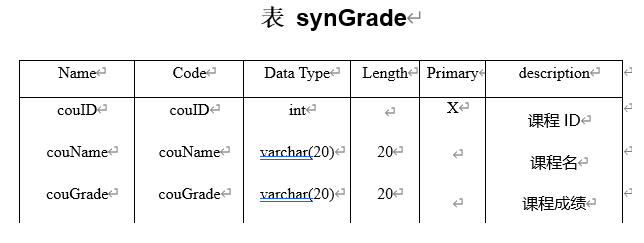 表 synGrade
Name Code Data Type Length Primary description
couID couID int X 课程 ID
couName couName varchar(20) 20 课程名
couGrade couGrade varchar(20) 20 课程成绩